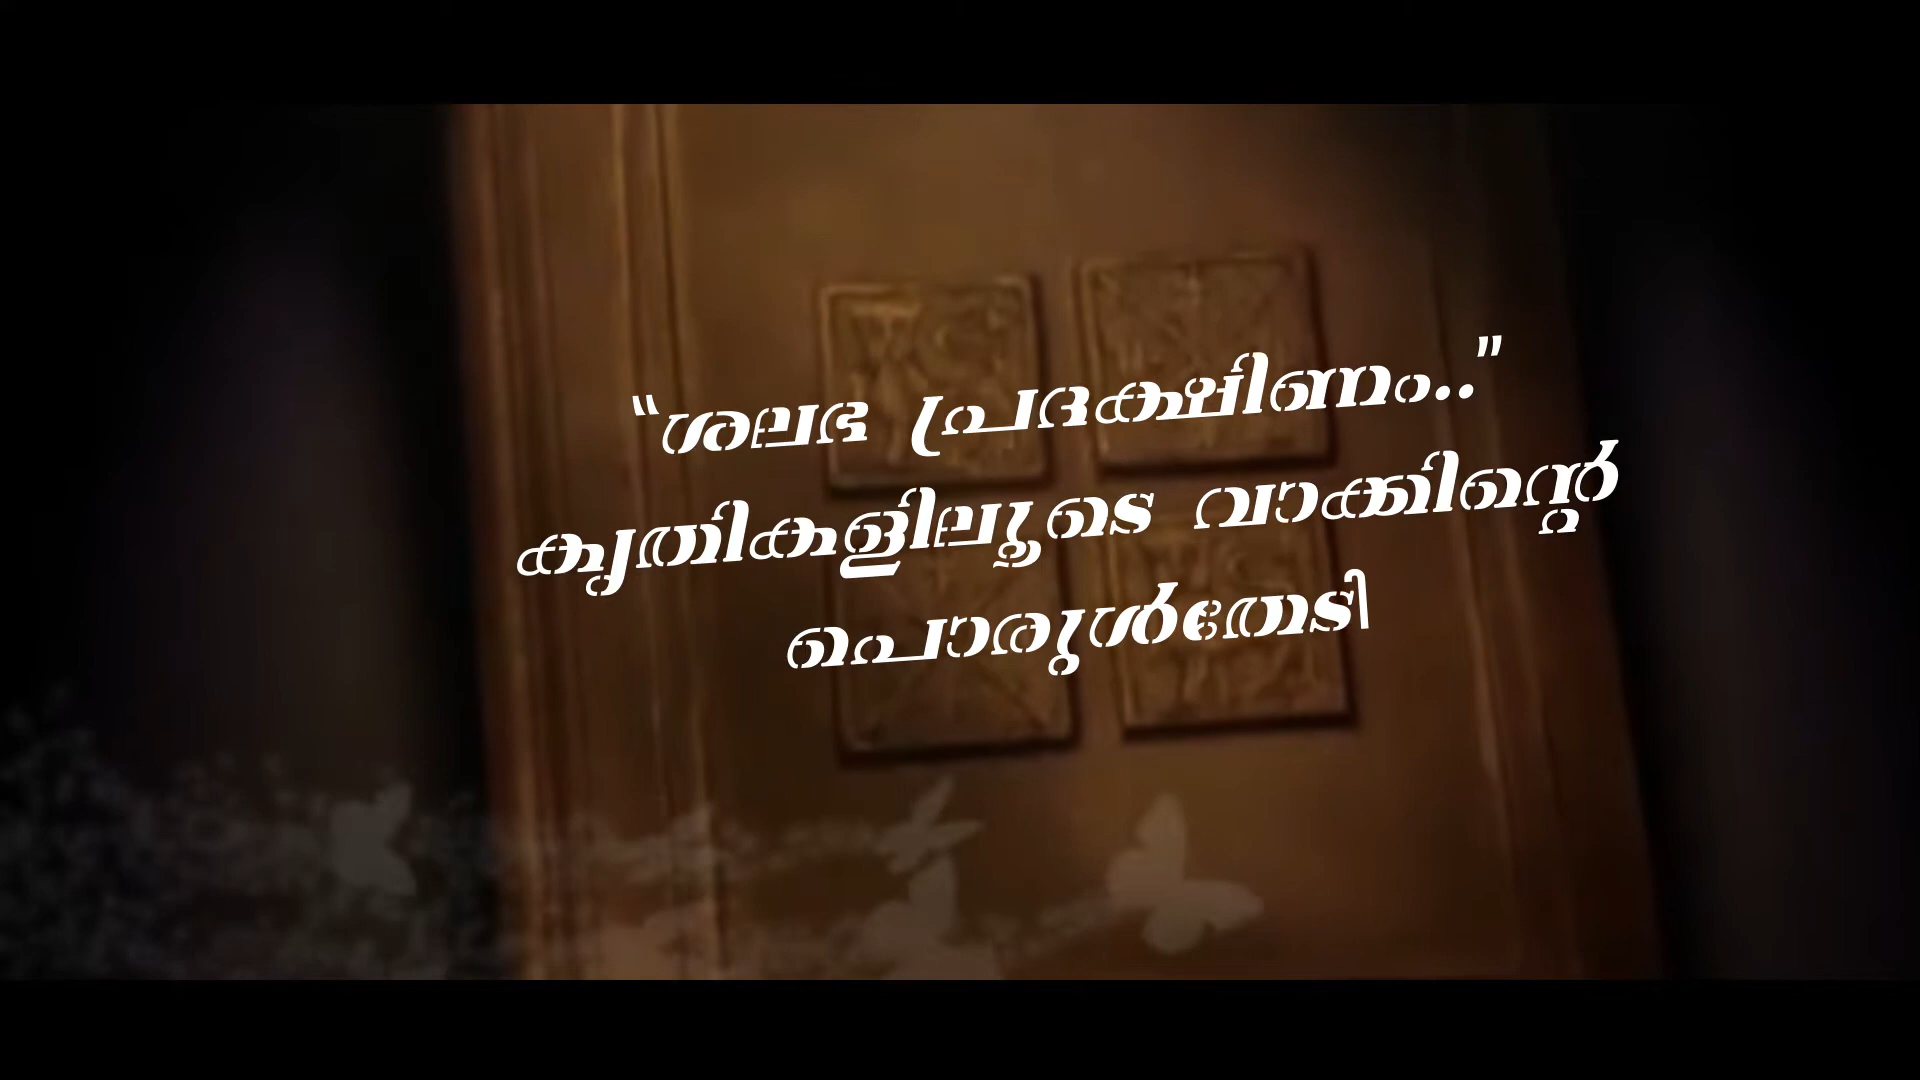 “ശലഭ പ്രദക്ഷിണം..”
കൃതികളിലൂടെ വാക്കിന്റെർ
പൊരുൾതേടി